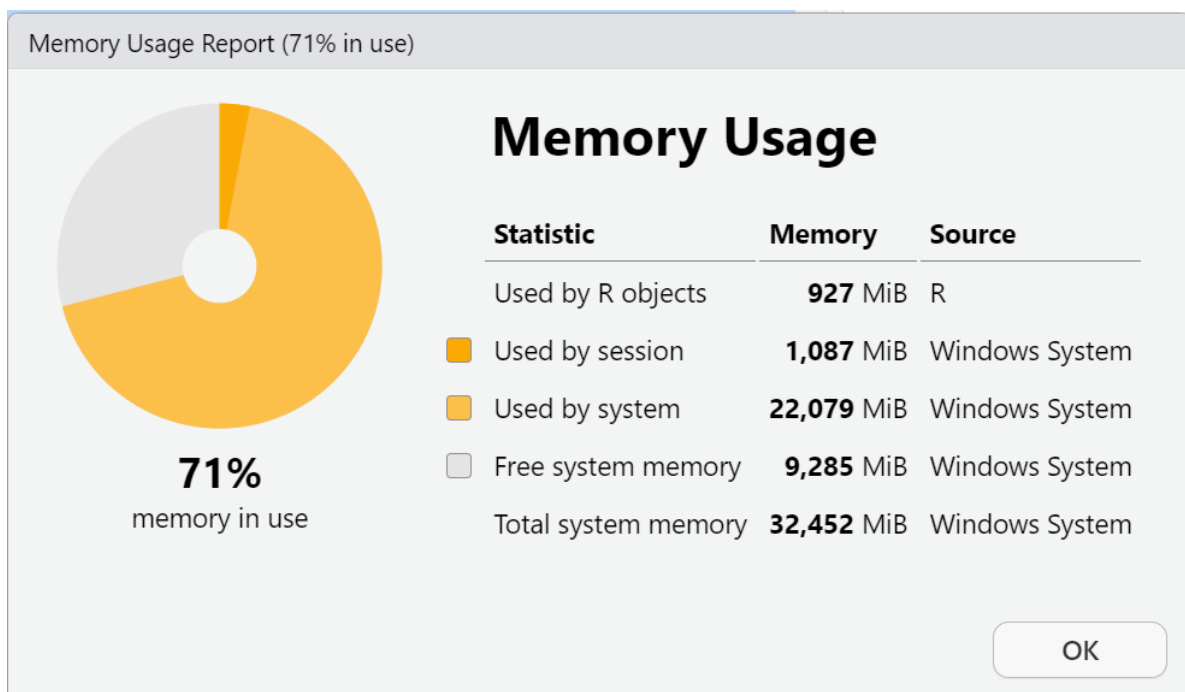 Memory Usage Report (71% in use)
Memory Usage
Statistic Memory Source
Used by R objects 927 MiB R
Used by session 1,087 MiB Windows System
Used by system 22,079 MiB Windows System
Free system memory 9,285 MiB Windows System
Total system memory 32,452 MiB Windows System
71%
memory in use
OK